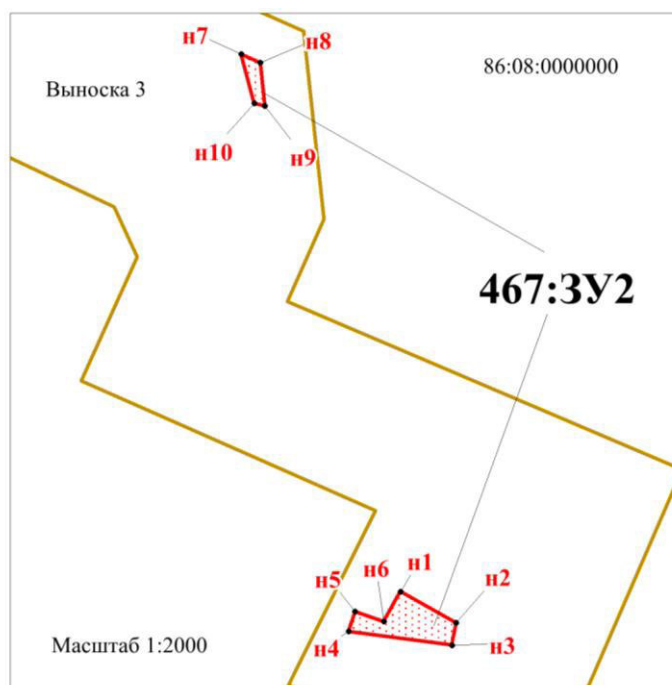 н7
н8
86:08:0000000
Выноска 3
н10
н9
467:ЗУ2
н6
н1
н5
н2
н4
н3
Масштаб 1:2000